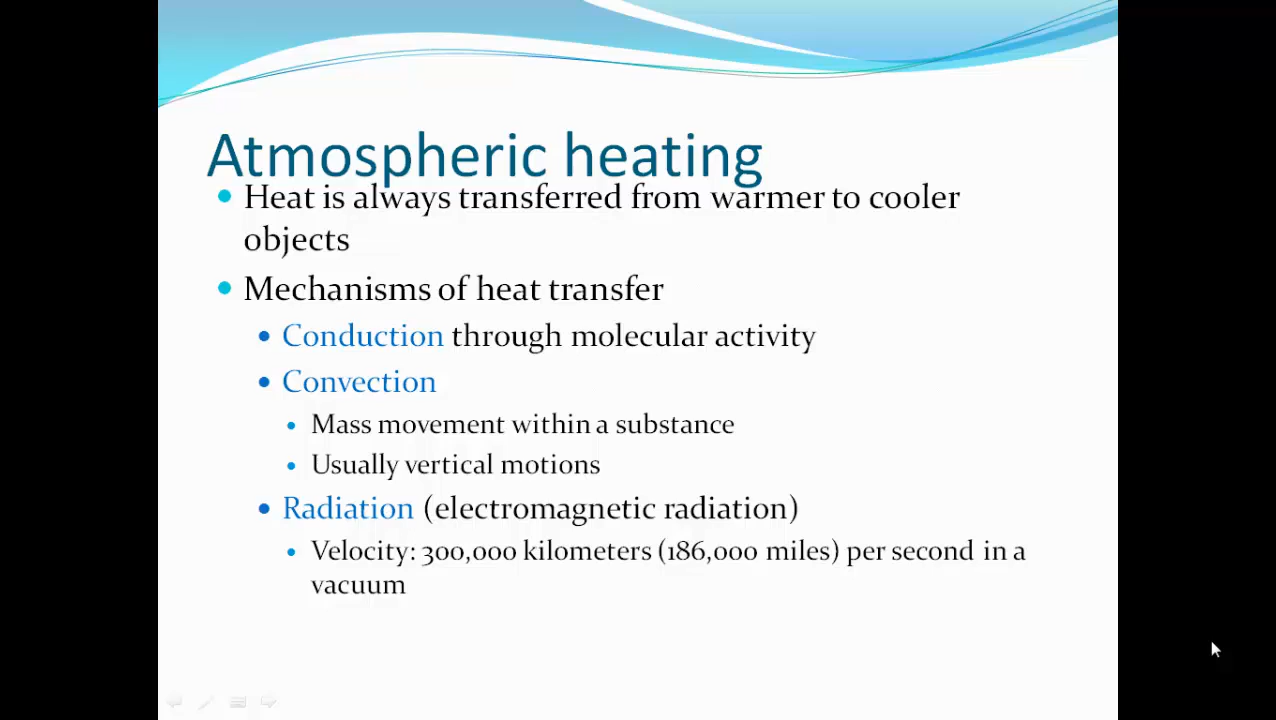 Atmospheric heating
Heat is always transferred from warmer to cooler
objects
Mechanisms of heat transfer
Conduction through molecular activity
Convection
Mass movement within a substance
Usually vertical motions
Radiation (electromagnetic radiation)
Velocity: 300,000 kilometers (186,000 miles) per second in a
vacuum